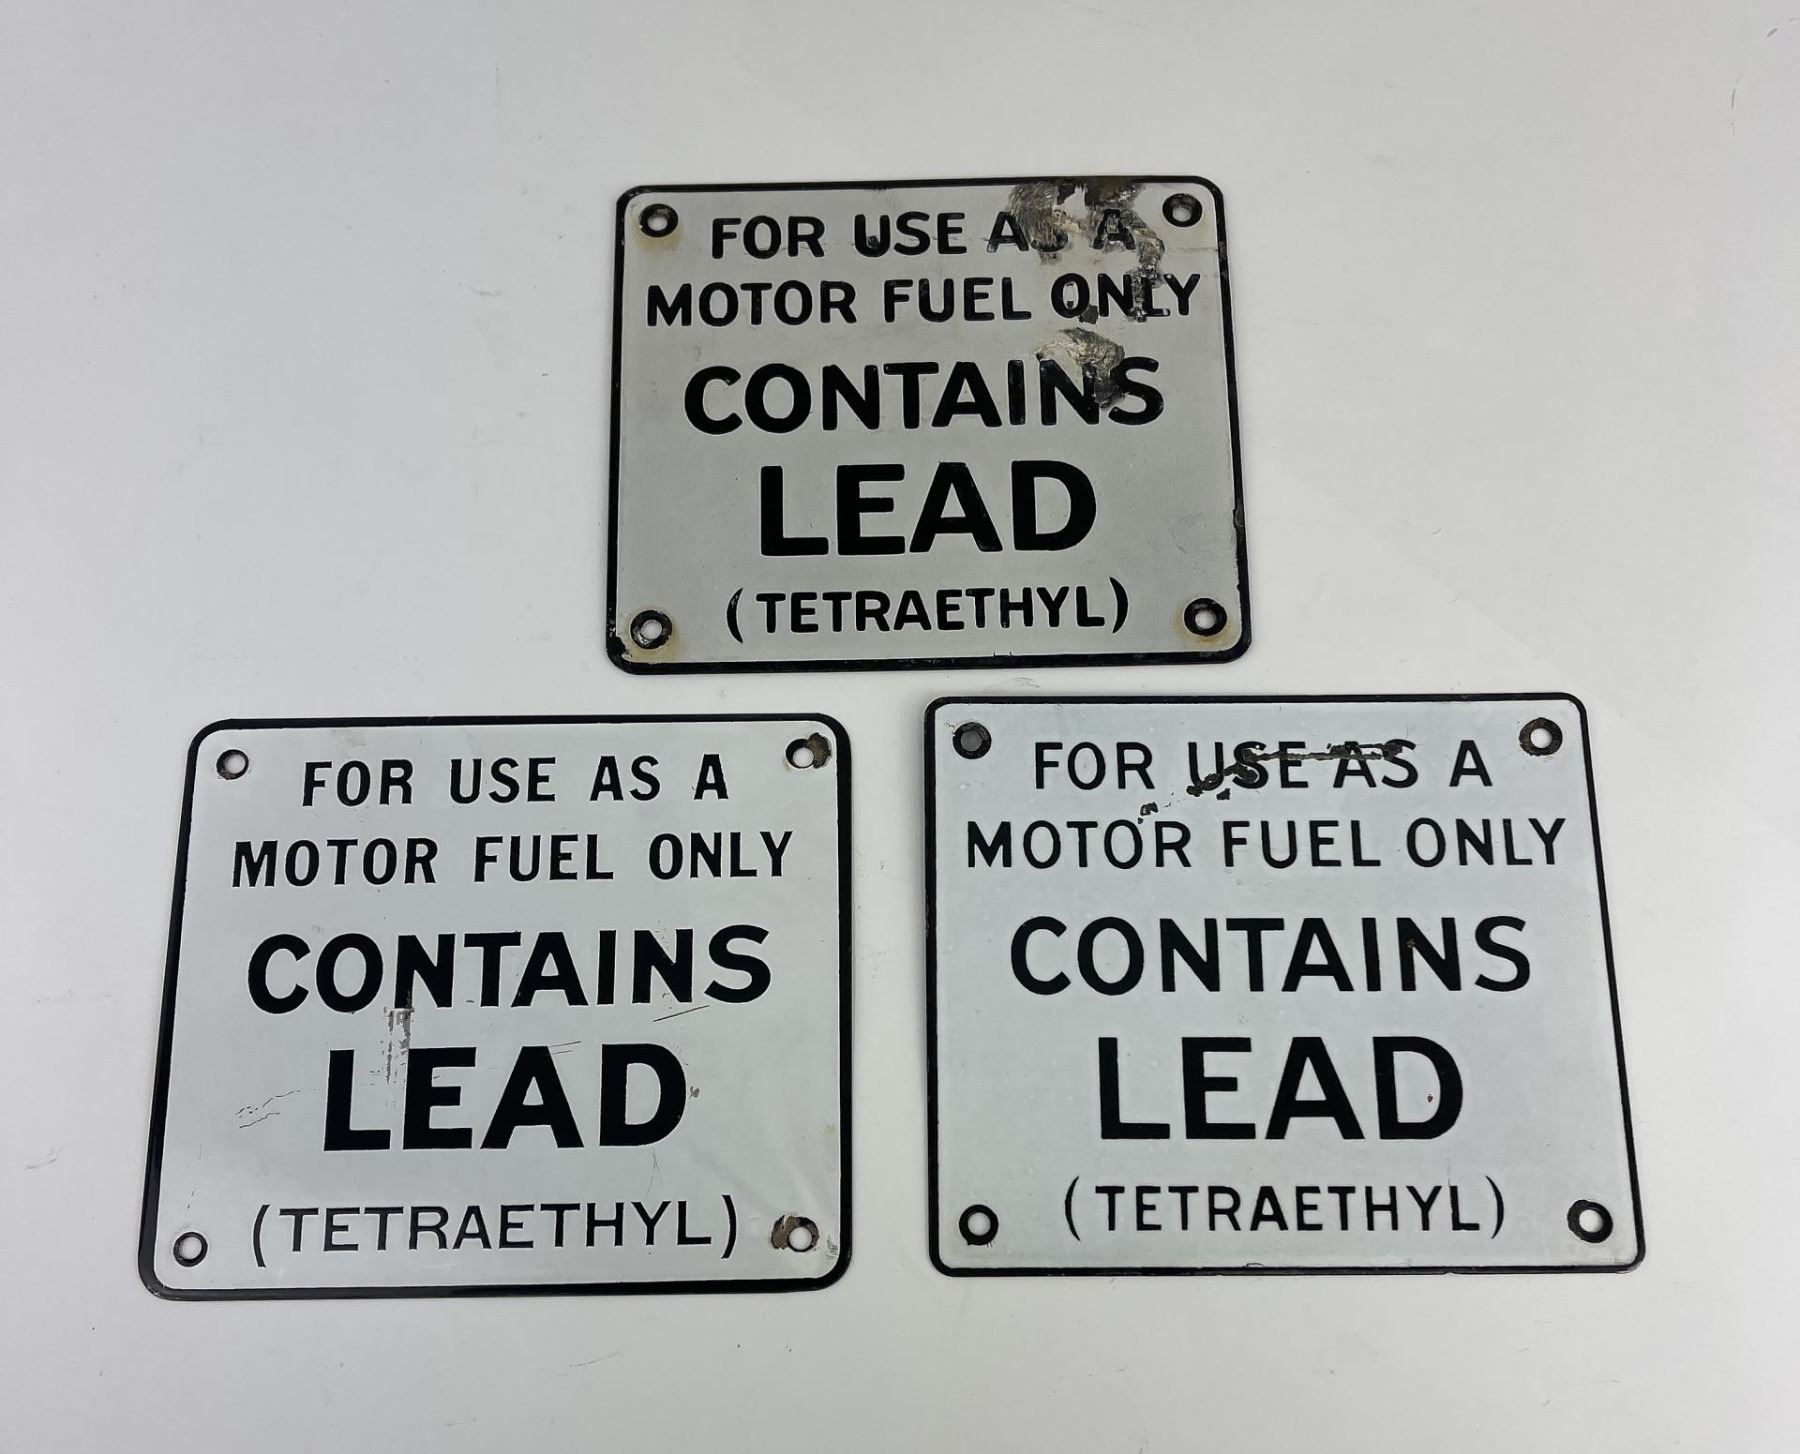 FOR USE AS A
MOTOR FUEL ONLY
CONTAINS
LEAD
(TETRAETHYL)
FOR USE AS A
MOTOR FUEL ONLY
CONTAINS
LEAD
(TETRAETHYL)
FOR USE AS A
MOTOR FUEL ONLY
CONTAINS
LEAD
(TETRAETHYL)